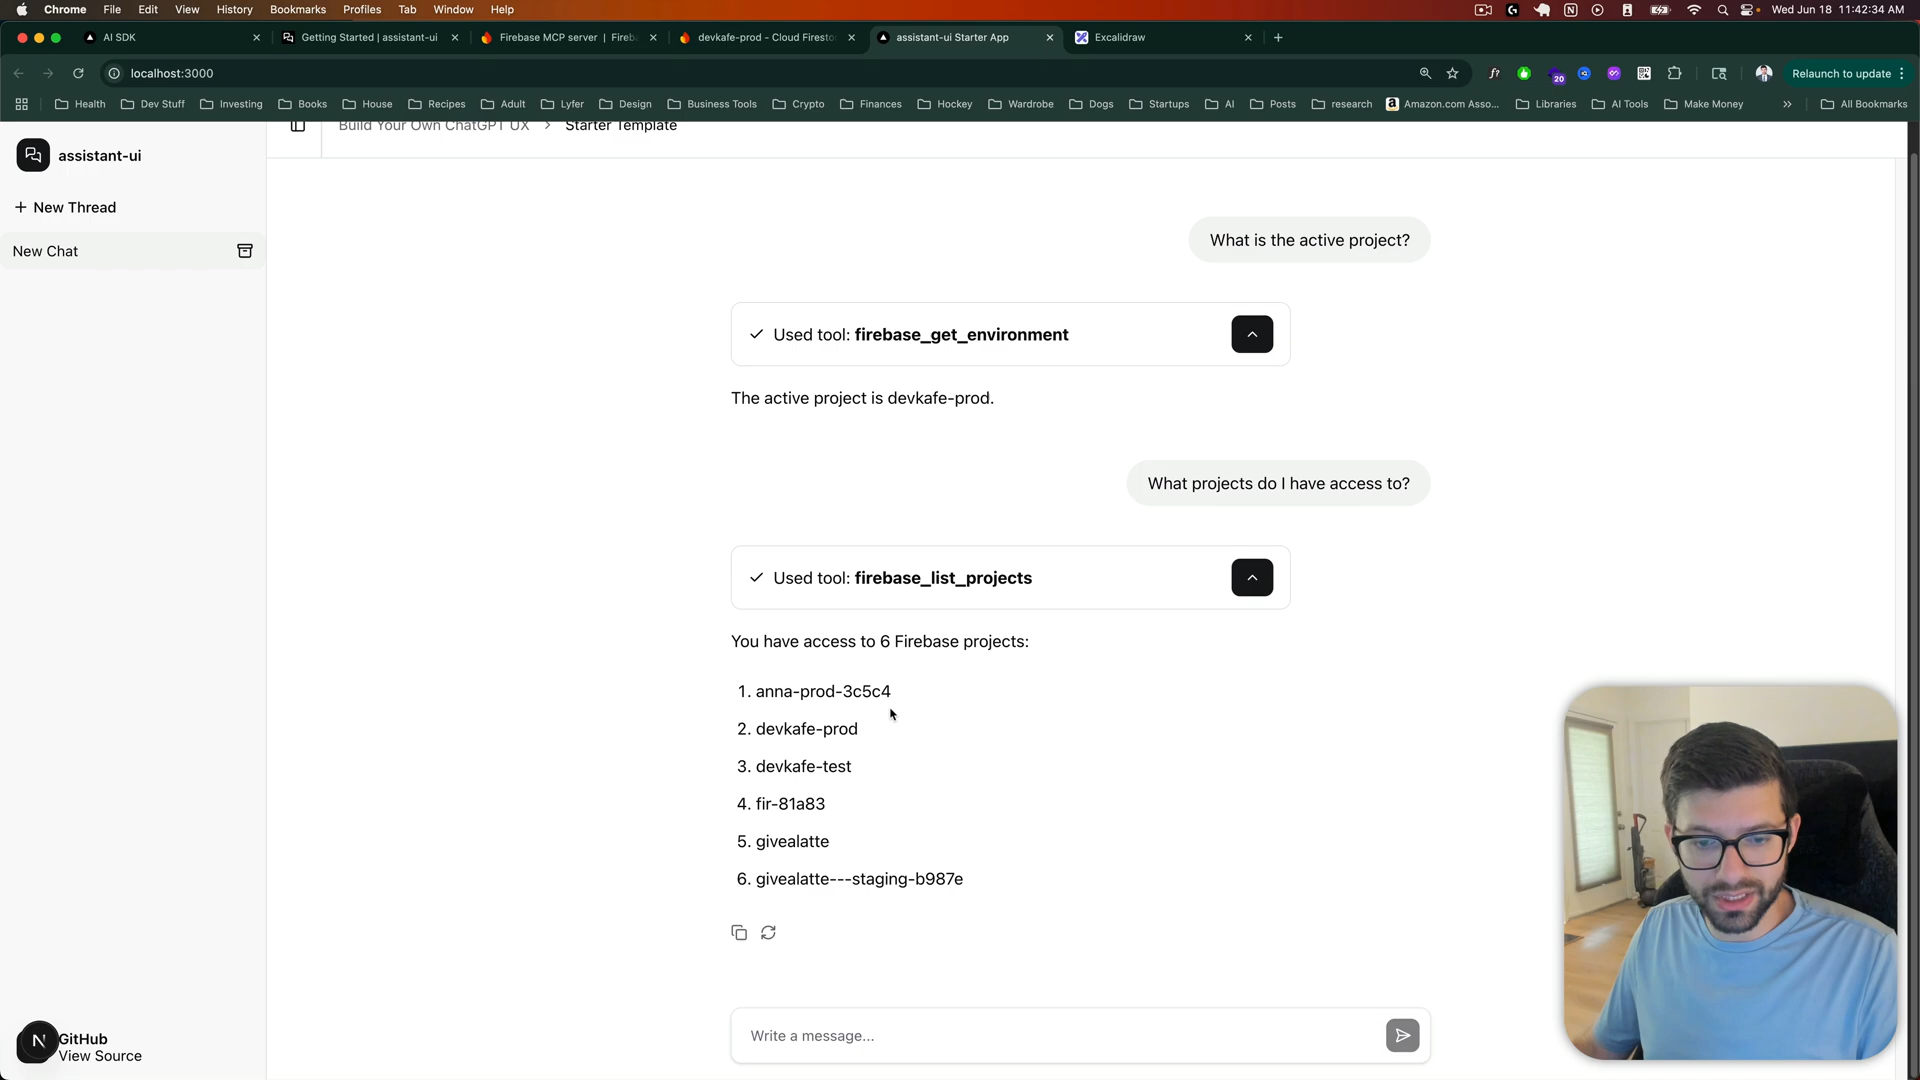 Chrome File Edit View History Bookmarks Profiles Tab Window Help Wed Jun 18 11:42:34 AM
AI SDK Getting Started | assistant-ui Firebase MCP server | Fireb devkafe-prod - Cloud Firesto assistant-ui Starter App Excalidraw
localhost:3000 20 Relaunch to update
Health Dev Stuff Investing Books House Recipes Adult Lyfer Design Business Tools Crypto Finances Hockey Wardrobe Dogs Startups AI Posts research Amazon.com Asso... Libraries AI Tools Make Money All Bookmarks
Build Your Own ChatGPT UX > Starter Template
assistant-ui
+ New Thread
New Chat
What is the active project?
Used tool: firebase_get_environment
The active project is devkafe-prod.
What projects do I have access to?
Used tool: firebase_list_projects
You have access to 6 Firebase projects:
1. anna-prod-3c5c4
2. devkafe-prod
3. devkafe-test
4. fir-81a83
5. givealatte
6. givealatte---staging-b987e
Write a message...
N GitHub
View Source